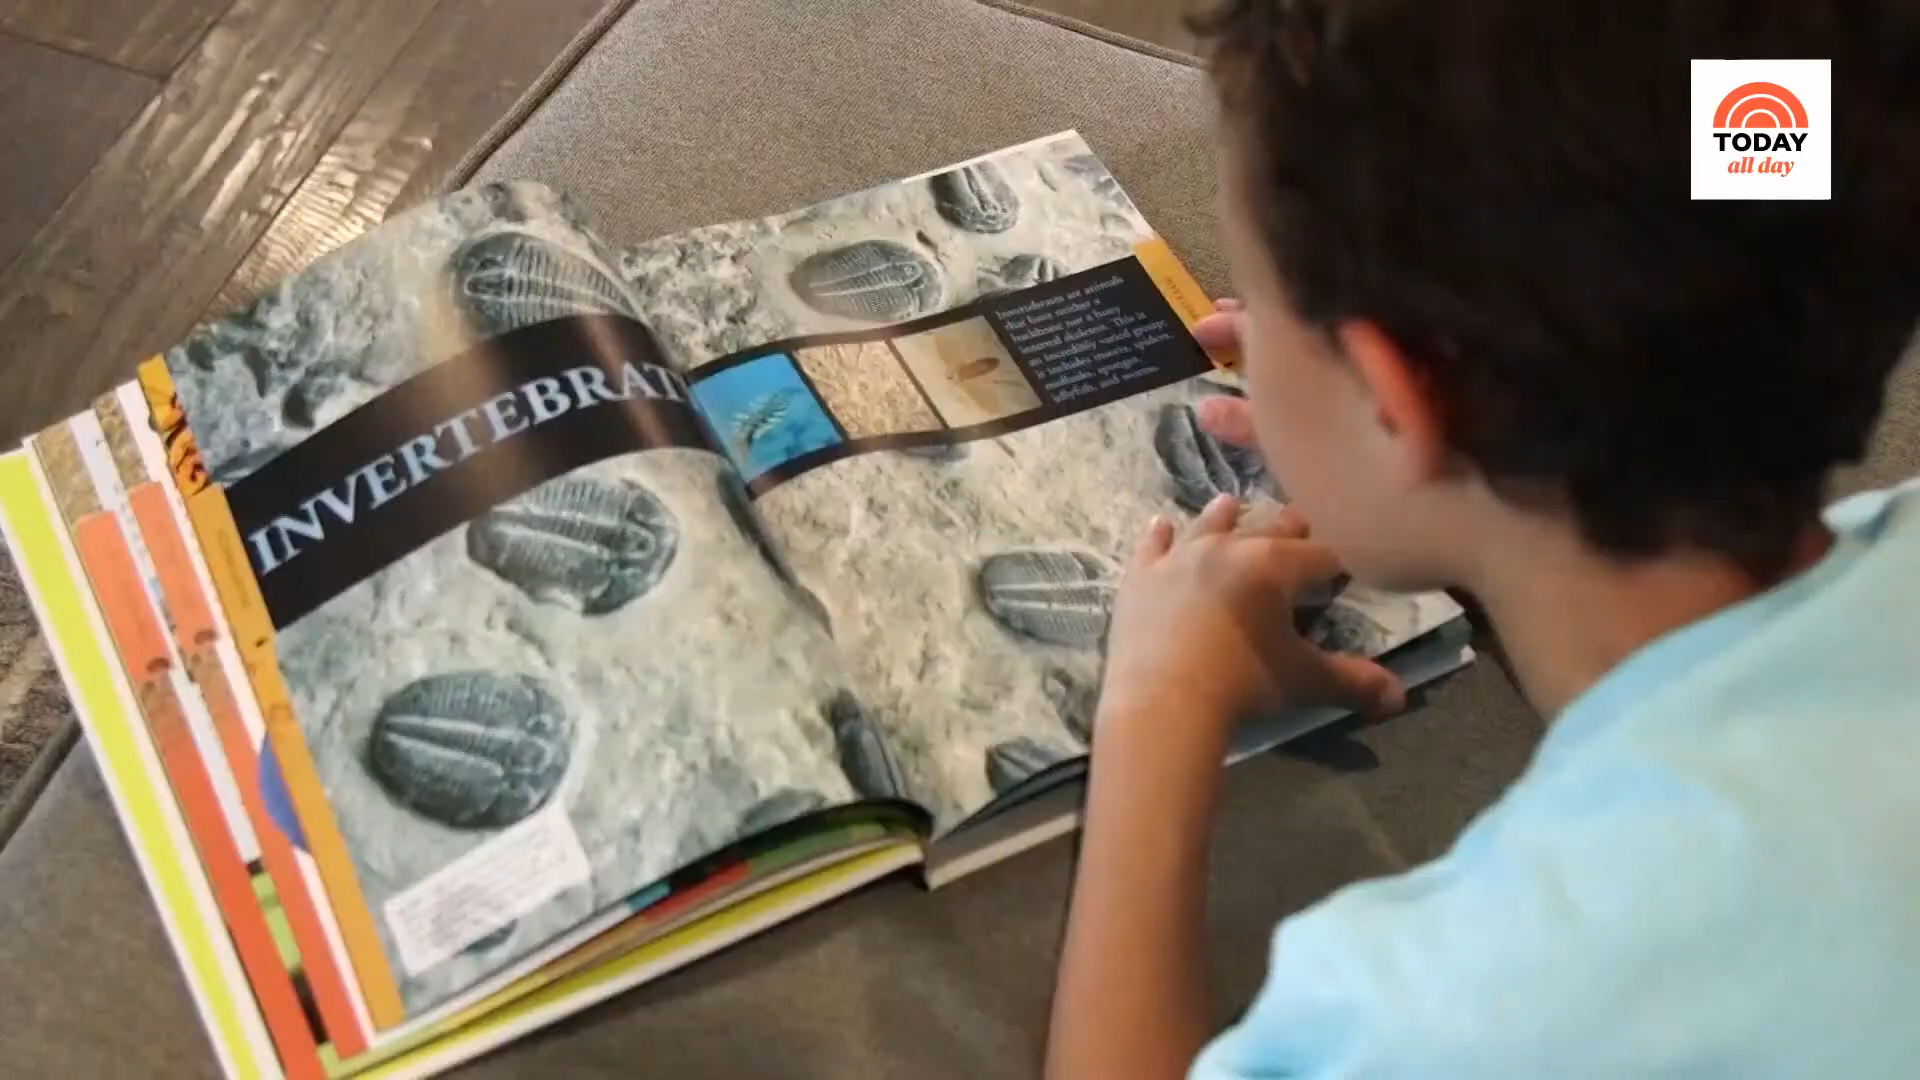 INVERTEBRAT
Invertebrates are animals
that have neither a
backbone nor a bony
internal skeleton. This is
an incredibly varied group;
it includes insects, spiders,
mollusks, sponges,
jellyfish, and worms.
TODAY
all day